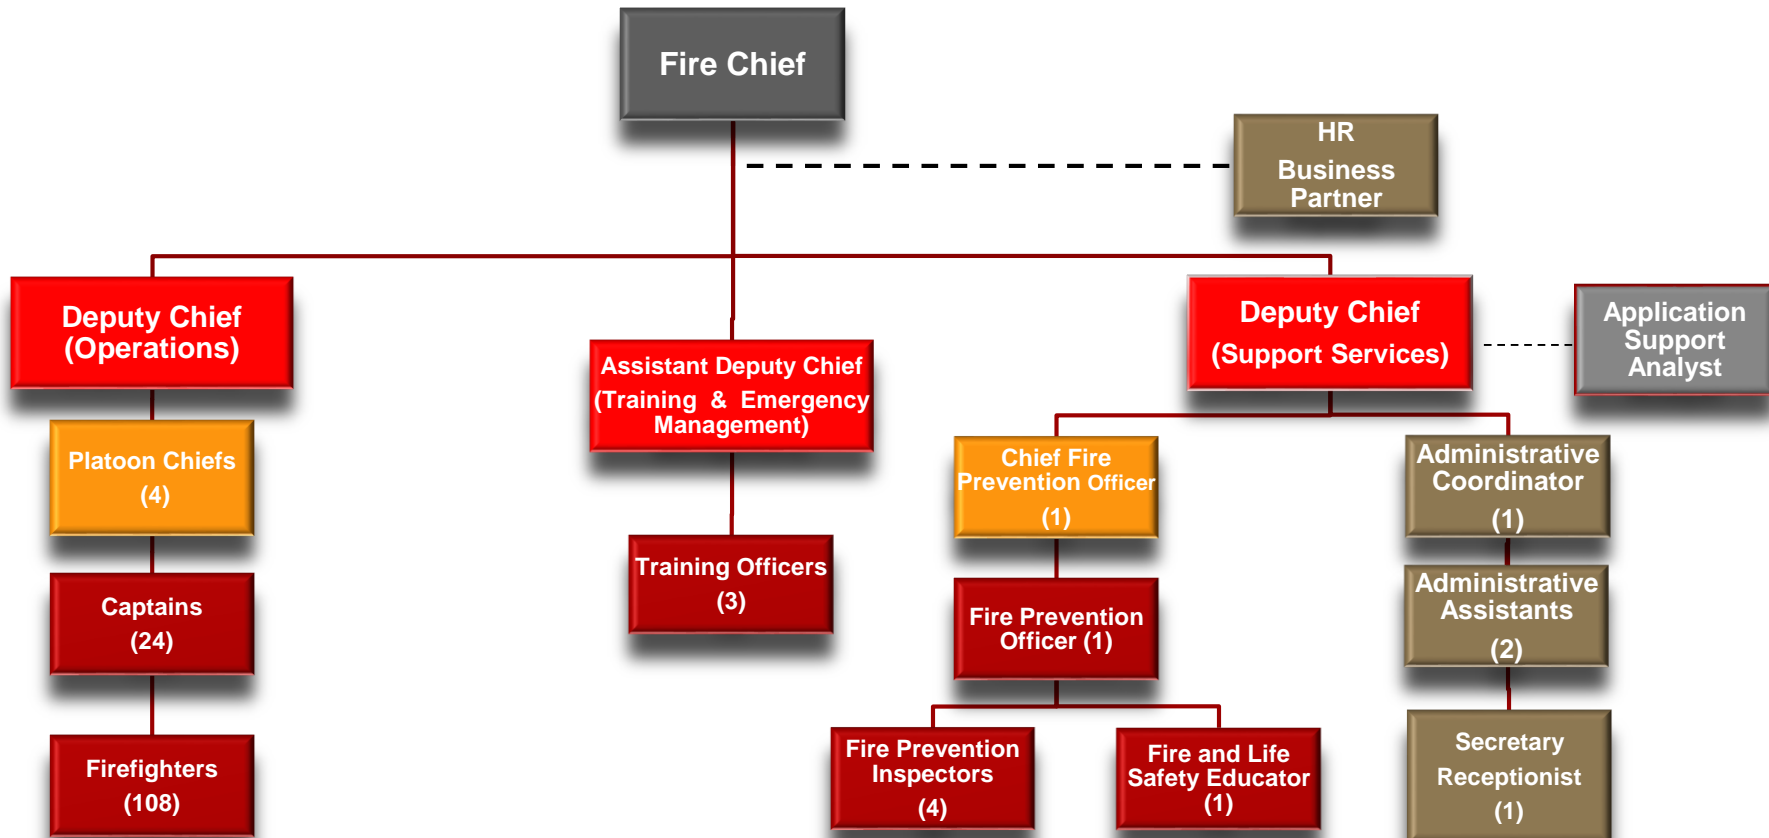 Fire Chief
HR
Business
Partner
Deputy Chief
(Operations)
Assistant Deputy Chief
(Training & Emergency
Management)
Deputy Chief
(Support Services)
Application
Support
Analyst
Platoon Chiefs
(4)
Chief Fire
Prevention Officer
(1)
Administrative
Coordinator
(1)
Training Officers
(3)
Captains
(24)
Fire Prevention
Officer (1)
Administrative
Assistants
(2)
Firefighters
(108)
Fire Prevention
Inspectors
(4)
Fire and Life
Safety Educator
(1)
Secretary
Receptionist
(1)